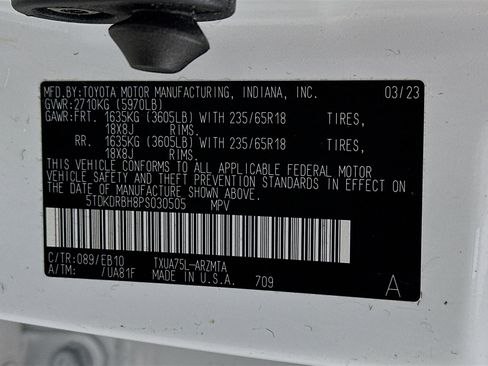 MFD.BY:TOYOTA MOTOR MANUFACTURING, INDIANA, INC. 03/23
GVWR:2710KG (5970LB)
GAWR:FRT. 1635KG (3605LB) WITH 235/65R18 TIRES,
18X8J RIMS.
RR. 1635KG (3605LB) WITH 235/65R18 TIRES,
18X8J RIMS.
THIS VEHICLE CONFORMS TO ALL APPLICABLE FEDERAL MOTOR
VEHICLE SAFETY AND THEFT PREVENTION STANDARDS IN EFFECT ON
THE DATE OF MANUFACTURE SHOWN ABOVE.
5TDKDRBH8PS030505 MPV
C/TR:089/EB10 TXUA75L-ARZMTA
A/TM: /UA81F MADE IN U.S.A. 709 A